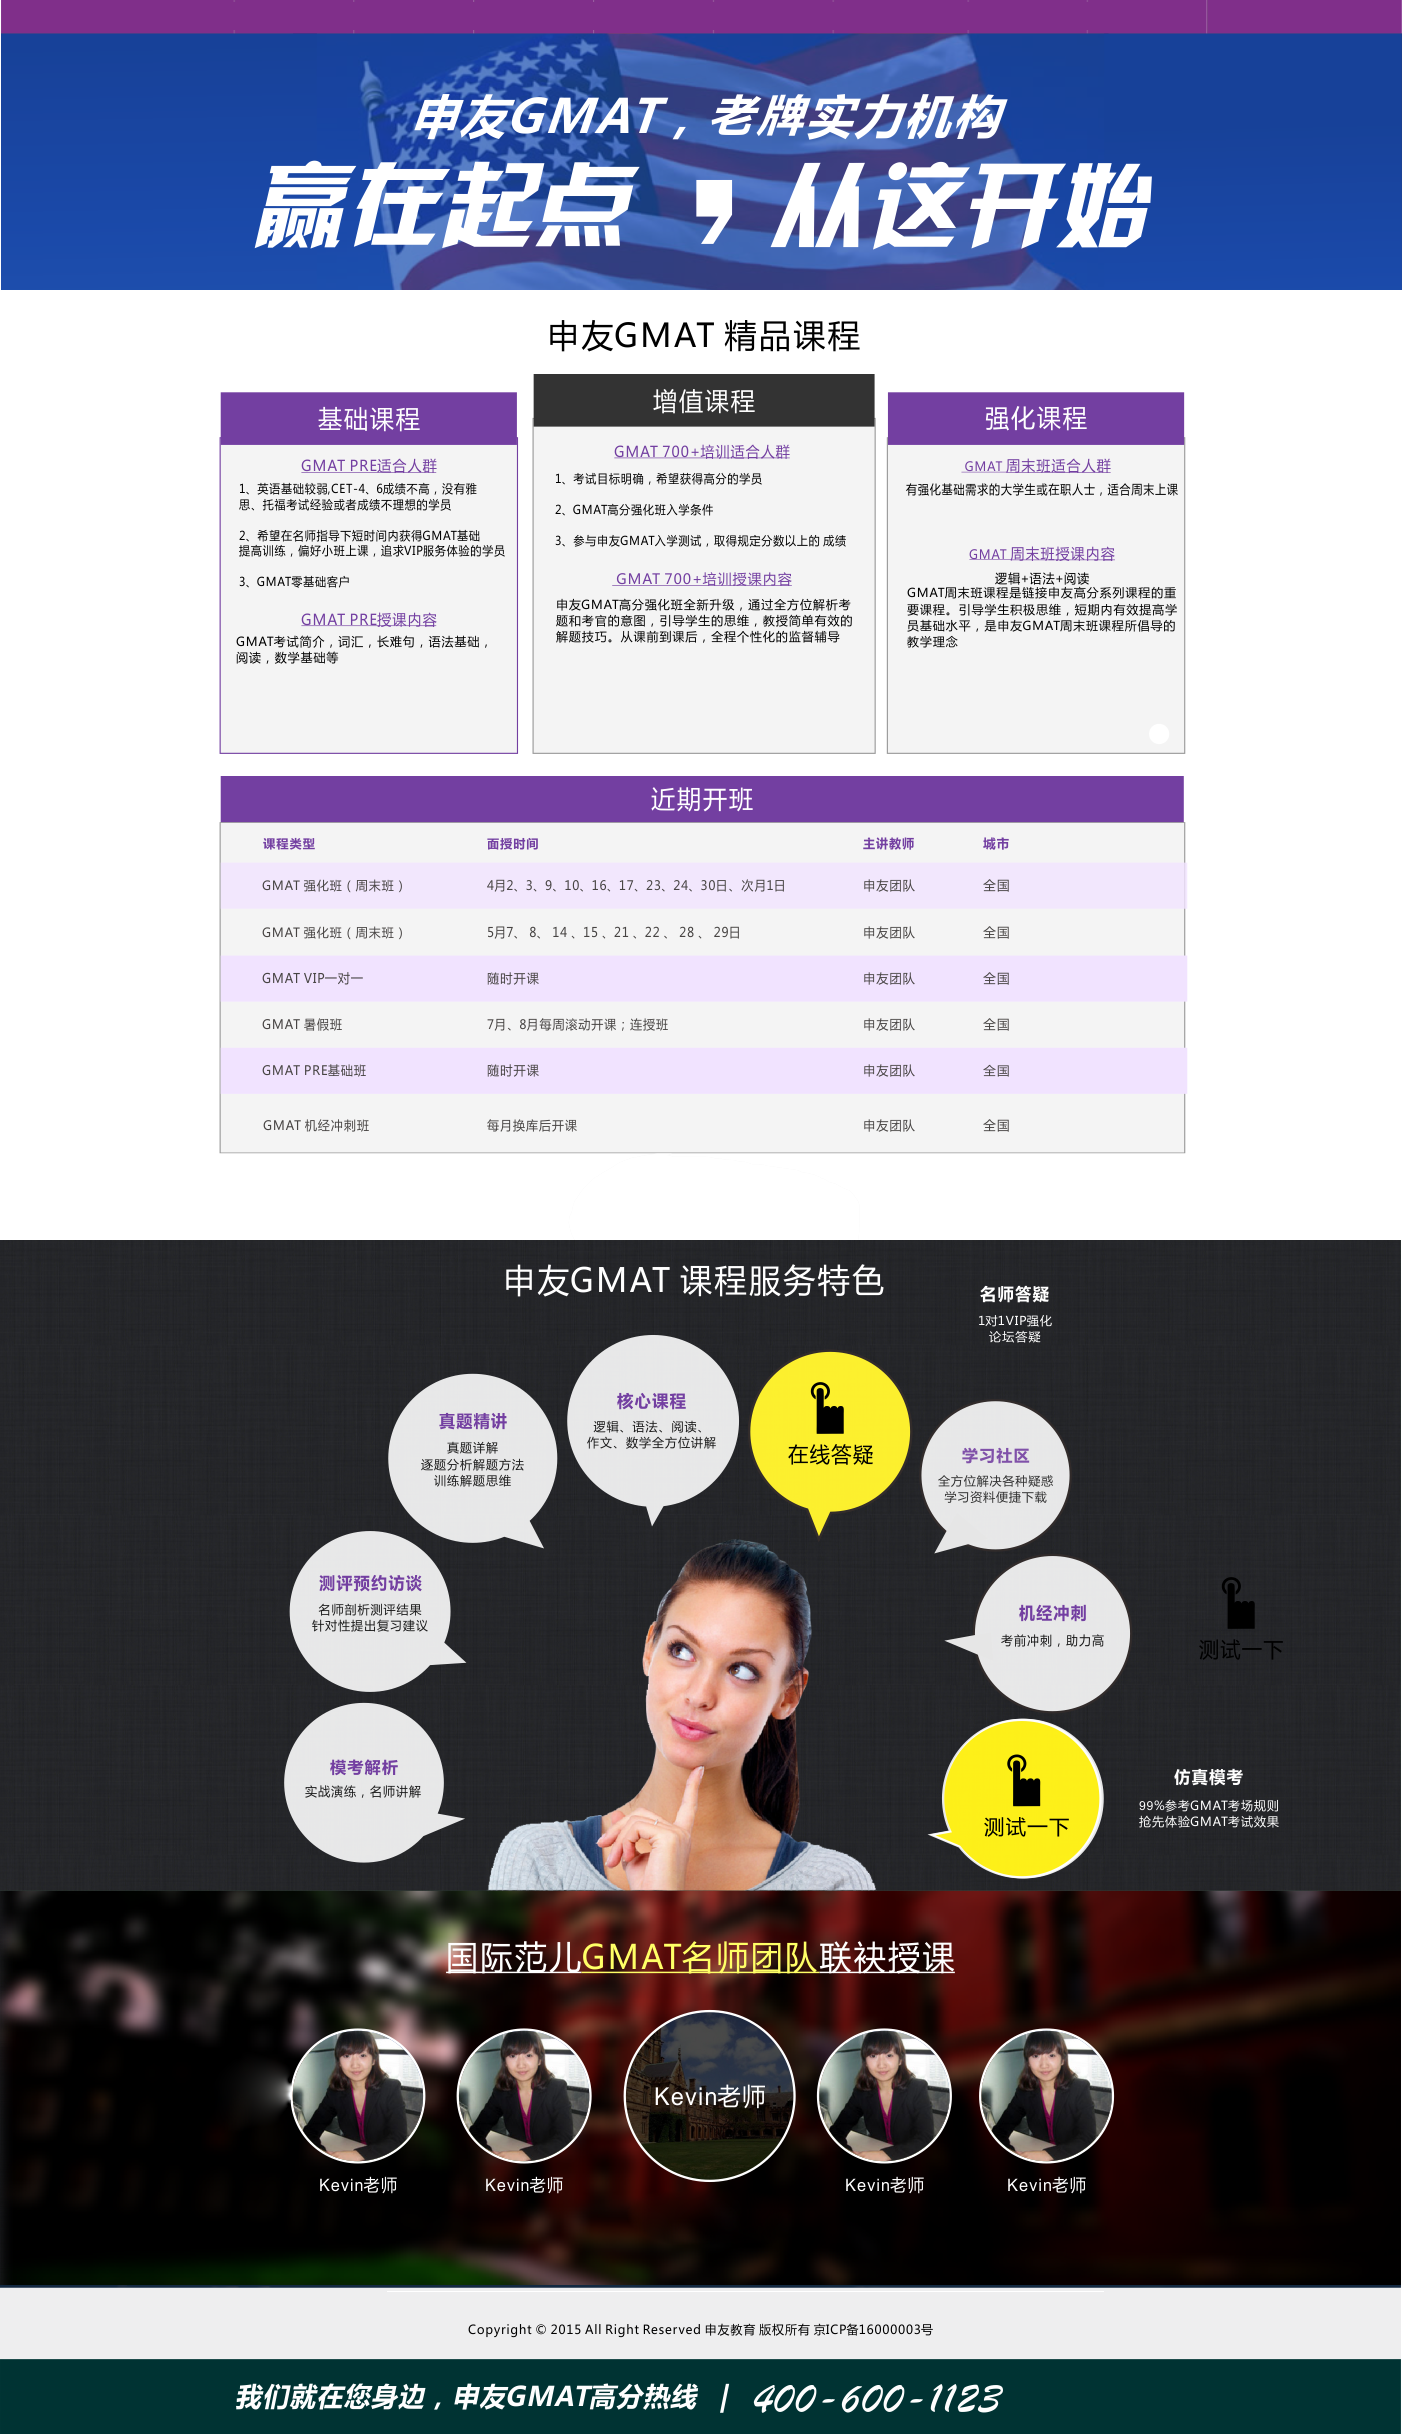 申友GMAT，老牌实力机构
赢在起点，从这开始
申友GMAT 精品课程
基础课程
GMAT PRE适合人群
1、英语基础较弱,CET-4、6成绩不高，没有雅
思、托福考试经验或者成绩不理想的学员
2、希望在名师指导下短时间内获得GMAT基础
提高训练，偏好小班上课，追求VIP服务体验的学员
3、GMAT零基础客户
GMAT PRE授课内容
GMAT考试简介，词汇，长难句，语法基础，
阅读，数学基础等
增值课程
GMAT 700+培训适合人群
1、考试目标明确，希望获得高分的学员
2、GMAT高分强化班入学条件
3、参与申友GMAT入学测试，取得规定分数以上的 成绩
GMAT 700+培训授课内容
申友GMAT高分强化班全新升级，通过全方位解析考
题和考官的意图，引导学生的思维，教授简单有效的
解题技巧。从课前到课后，全程个性化的监督辅导
强化课程
GMAT 周末班适合人群
有强化基础需求的大学生或在职人士，适合周末上课
GMAT 周末班授课内容
逻辑+语法+阅读
GMAT周末班课程是链接申友高分系列课程的重
要课程。引导学生积极思维，短期内有效提高学
员基础水平，是申友GMAT周末班课程所倡导的
教学理念
近期开班
课程类型 面授时间 主讲教师 城市
GMAT 强化班（周末班） 4月2、3、9、10、16、17、23、24、30日、次月1日 申友团队 全国
GMAT 强化班（周末班） 5月7、 8、 14 、15 、21 、22 、 28 、 29日 申友团队 全国
GMAT VIP一对一 随时开课 申友团队 全国
GMAT 暑假班 7月、8月每周滚动开课；连授班 申友团队 全国
GMAT PRE基础班 随时开课 申友团队 全国
GMAT 机经冲刺班 每月换库后开课 申友团队 全国
申友GMAT 课程服务特色
名师答疑
1对1VIP强化
论坛答疑
核心课程
逻辑、语法、阅读、
作文、数学全方位讲解
真题精讲
真题详解
逐题分析解题方法
训练解题思维
在线答疑
学习社区
全方位解决各种疑惑
学习资料便捷下载
测评预约访谈
名师剖析测评结果
针对性提出复习建议
机经冲刺
考前冲刺，助力高
测试一下
模考解析
实战演练，名师讲解
测试一下
仿真模考
99%参考GMAT考场规则
抢先体验GMAT考试效果
国际范儿GMAT名师团队联袂授课
Kevin老师
Kevin老师
Kevin老师
Kevin老师
Kevin老师
Copyright © 2015 All Right Reserved 申友教育 版权所有 京ICP备16000003号
我们就在您身边，申友GMAT高分热线 | 400-600-1123